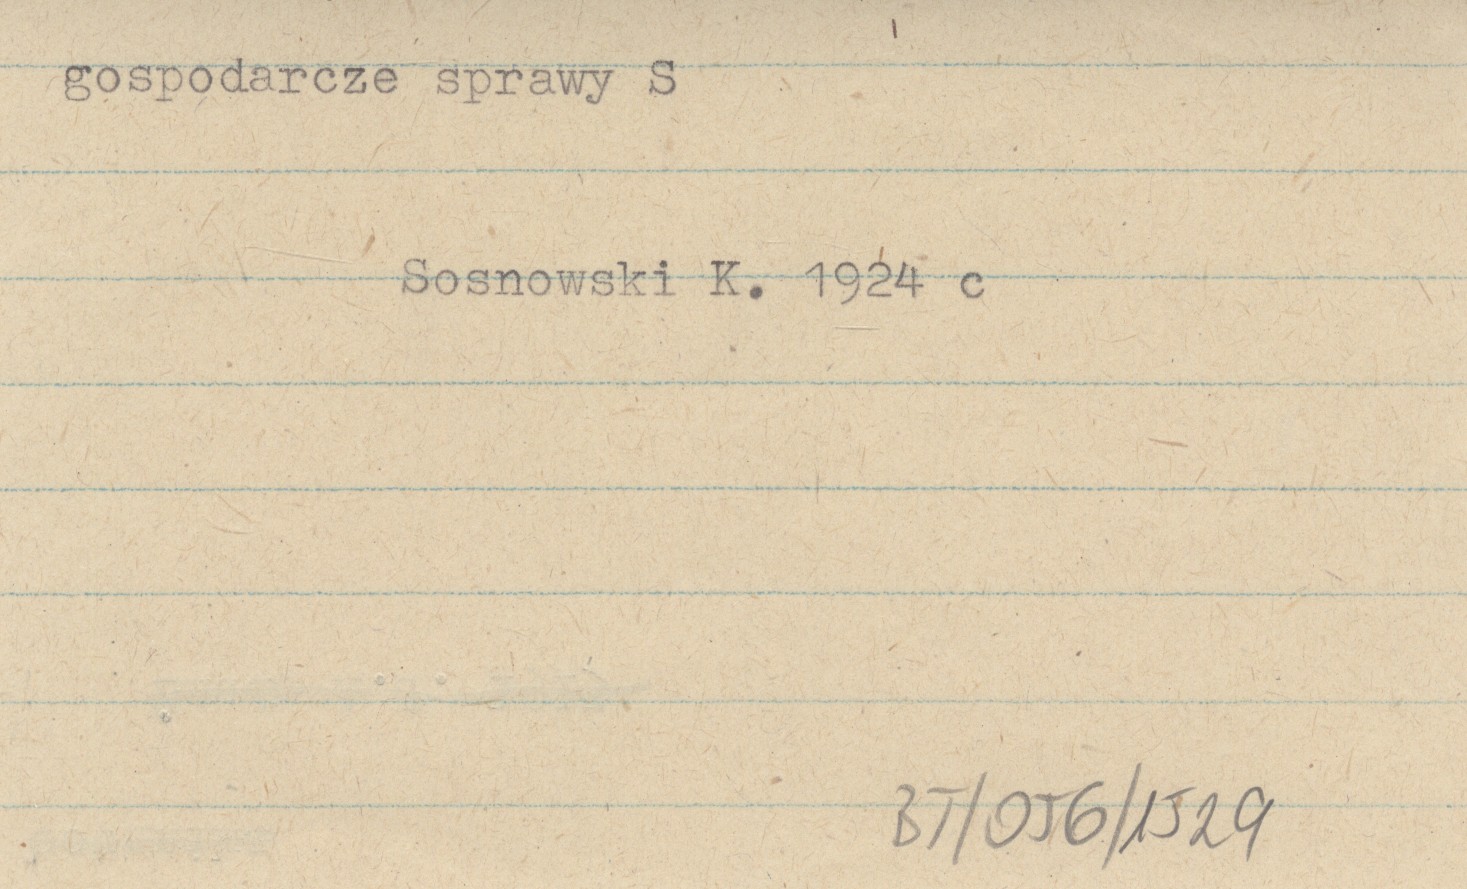 gospodarcze sprawy S
Sosnowski K. 1924 c
BT/056/1529